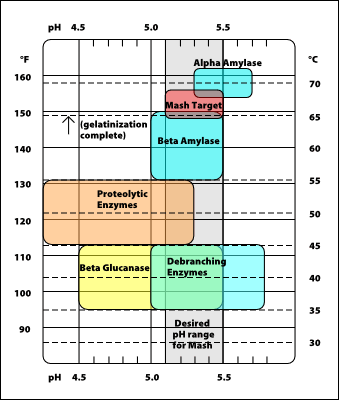 pH 4.5 5.0 5.5
°F °C
Alpha Amylase
160
70
Mash Target
150
65
(gelatinization
complete)
Beta Amylase
140
60
130
55
Proteolytic
Enzymes
50
120
45
Beta Glucanase
Debranching
Enzymes
110
40
100
35
Desired
pH range
for Mash
90
30
pH 4.5 5.0 5.5